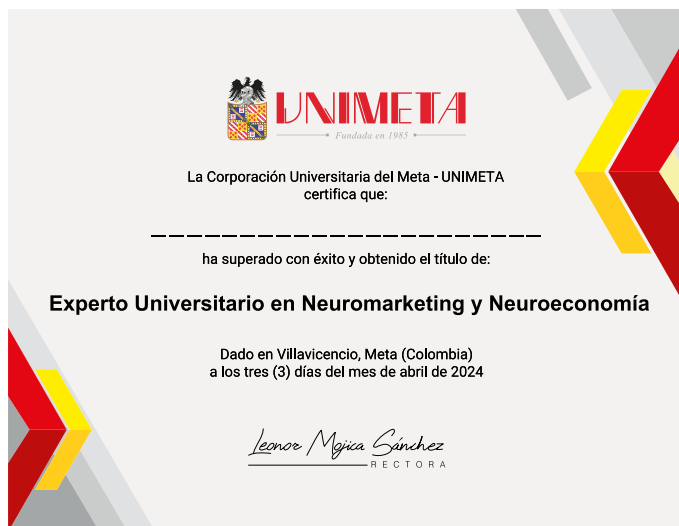 UNIMETA
Fundada en 1985
La Corporación Universitaria del Meta - UNIMETA
certifica que:
ha superado con éxito y obtenido el título de:
Experto Universitario en Neuromarketing y Neuroeconomía
Dado en Villavicencio, Meta (Colombia)
a los tres (3) días del mes de abril de 2024
Leonor Mojica Sánchez
RECTORA